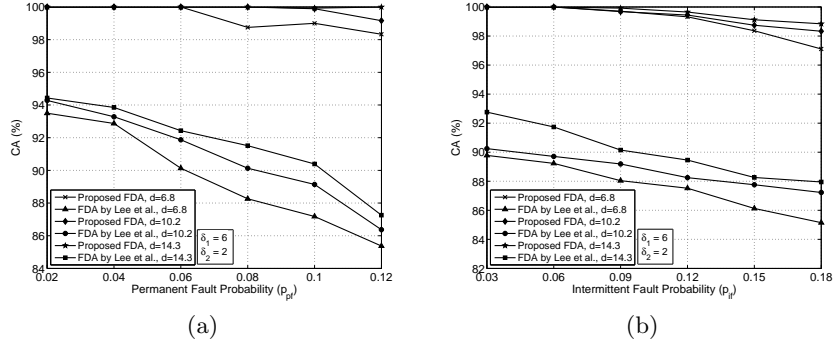 100
98
96
94
92
90
88
86
84
CA (%)
Proposed FDA, d=6.8
FDA by Lee et al., d=6.8
Proposed FDA, d=10.2
FDA by Lee et al., d=10.2
Proposed FDA, d=14.3
FDA by Lee et al., d=14.3
δ1 = 6
δ2 = 2
0.02 0.04 0.06 0.08 0.1 0.12
Permanent Fault Probability (ppf)
(a)
100
98
96
94
92
90
88
86
84
82
CA (%)
Proposed FDA, d=6.8
FDA by Lee et al., d=6.8
Proposed FDA, d=10.2
FDA by Lee et al., d=10.2
Proposed FDA, d=14.3
FDA by Lee et al., d=14.3
δ1 = 6
δ2 = 2
0.03 0.06 0.09 0.12 0.15 0.18
Intermittent Fault Probability (pif)
(b)